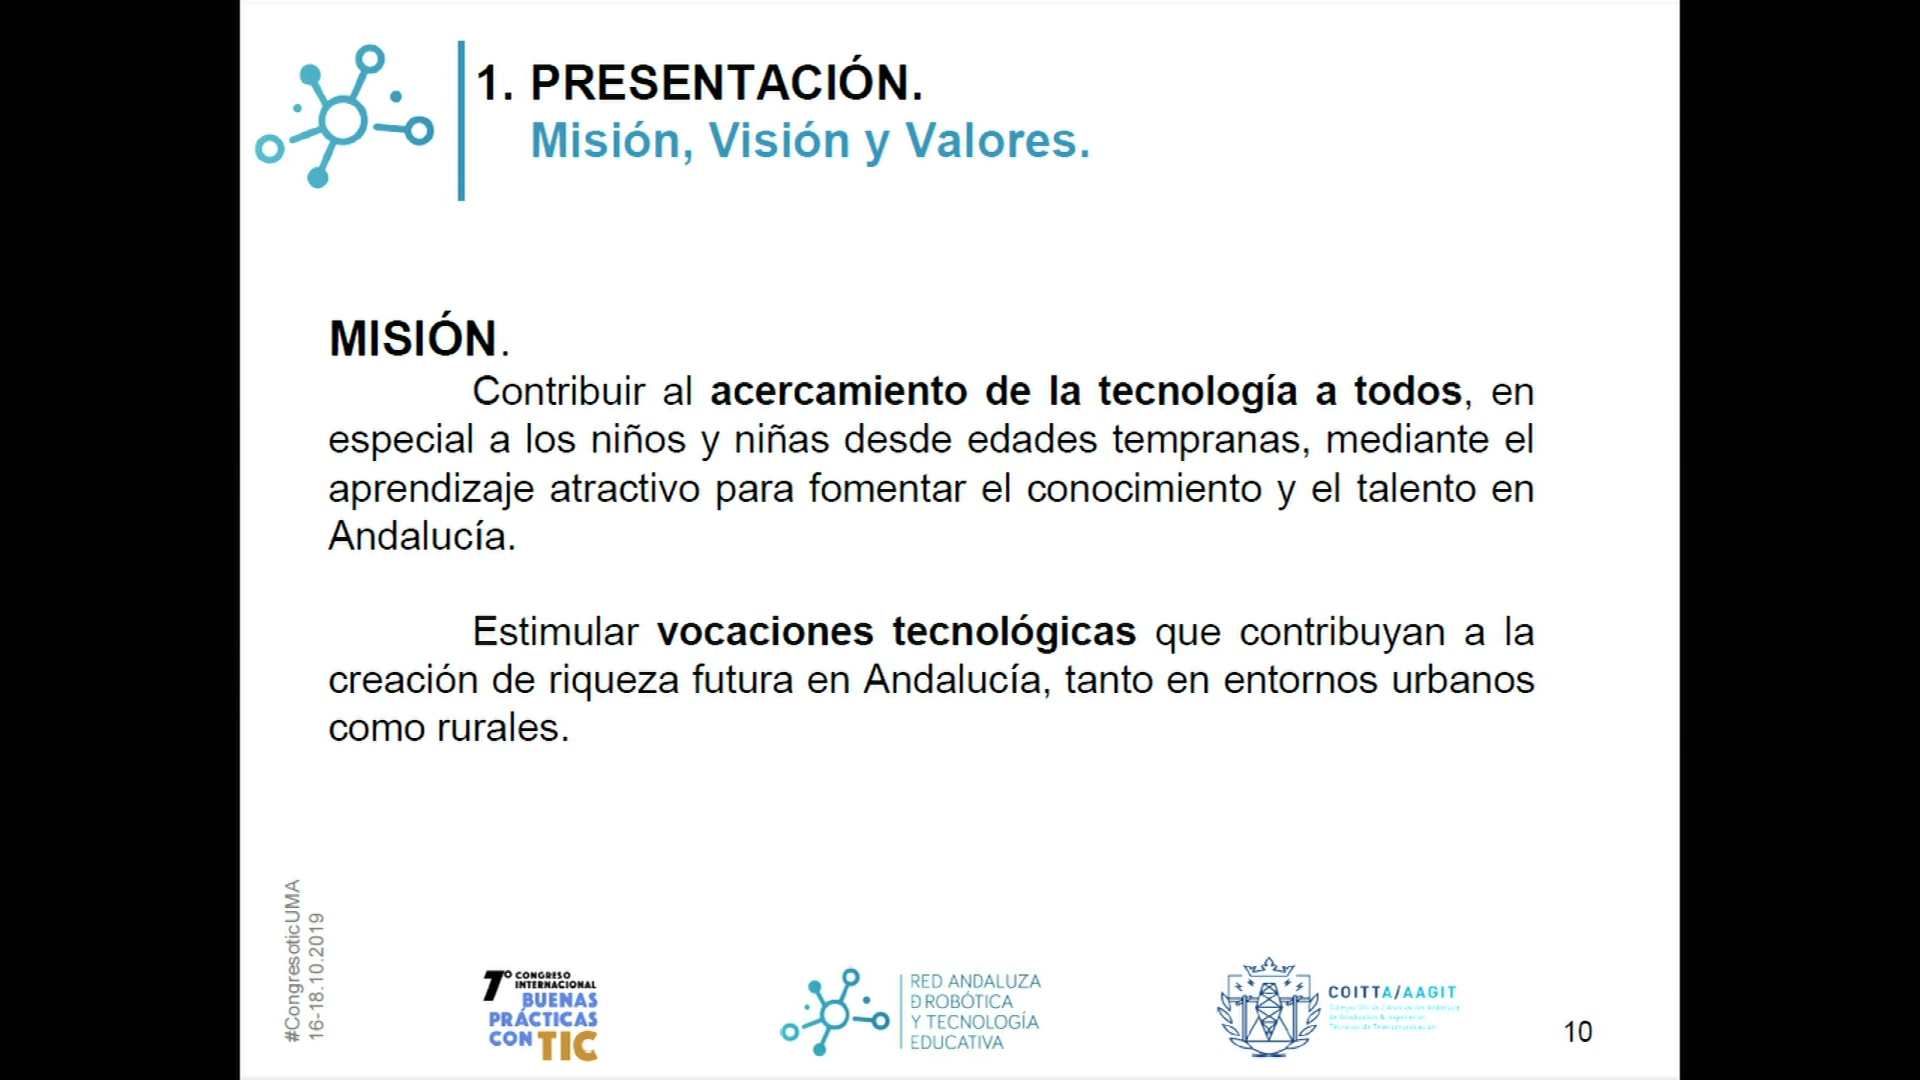 1. PRESENTACIÓN.
Misión, Visión y Valores.
MISIÓN.
Contribuir al acercamiento de la tecnología a todos, en
especial a los niños y niñas desde edades tempranas, mediante el
aprendizaje atractivo para fomentar el conocimiento y el talento en
Andalucía.
Estimular vocaciones tecnológicas que contribuyan a la
creación de riqueza futura en Andalucía, tanto en entornos urbanos
como rurales.
#CongresoticUMA
16-18.10.2019
7º CONGRESO
INTERNACIONAL
BUENAS
PRÁCTICAS
CON TIC
RED ANDALUZA
D ROBÓTICA
Y TECNOLOGÍA
EDUCATIVA
COITTA/AAGIT
10